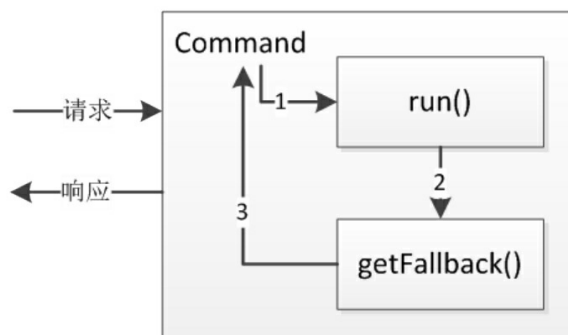 Command
请求
1
run()
响应
2
3
getFallback()